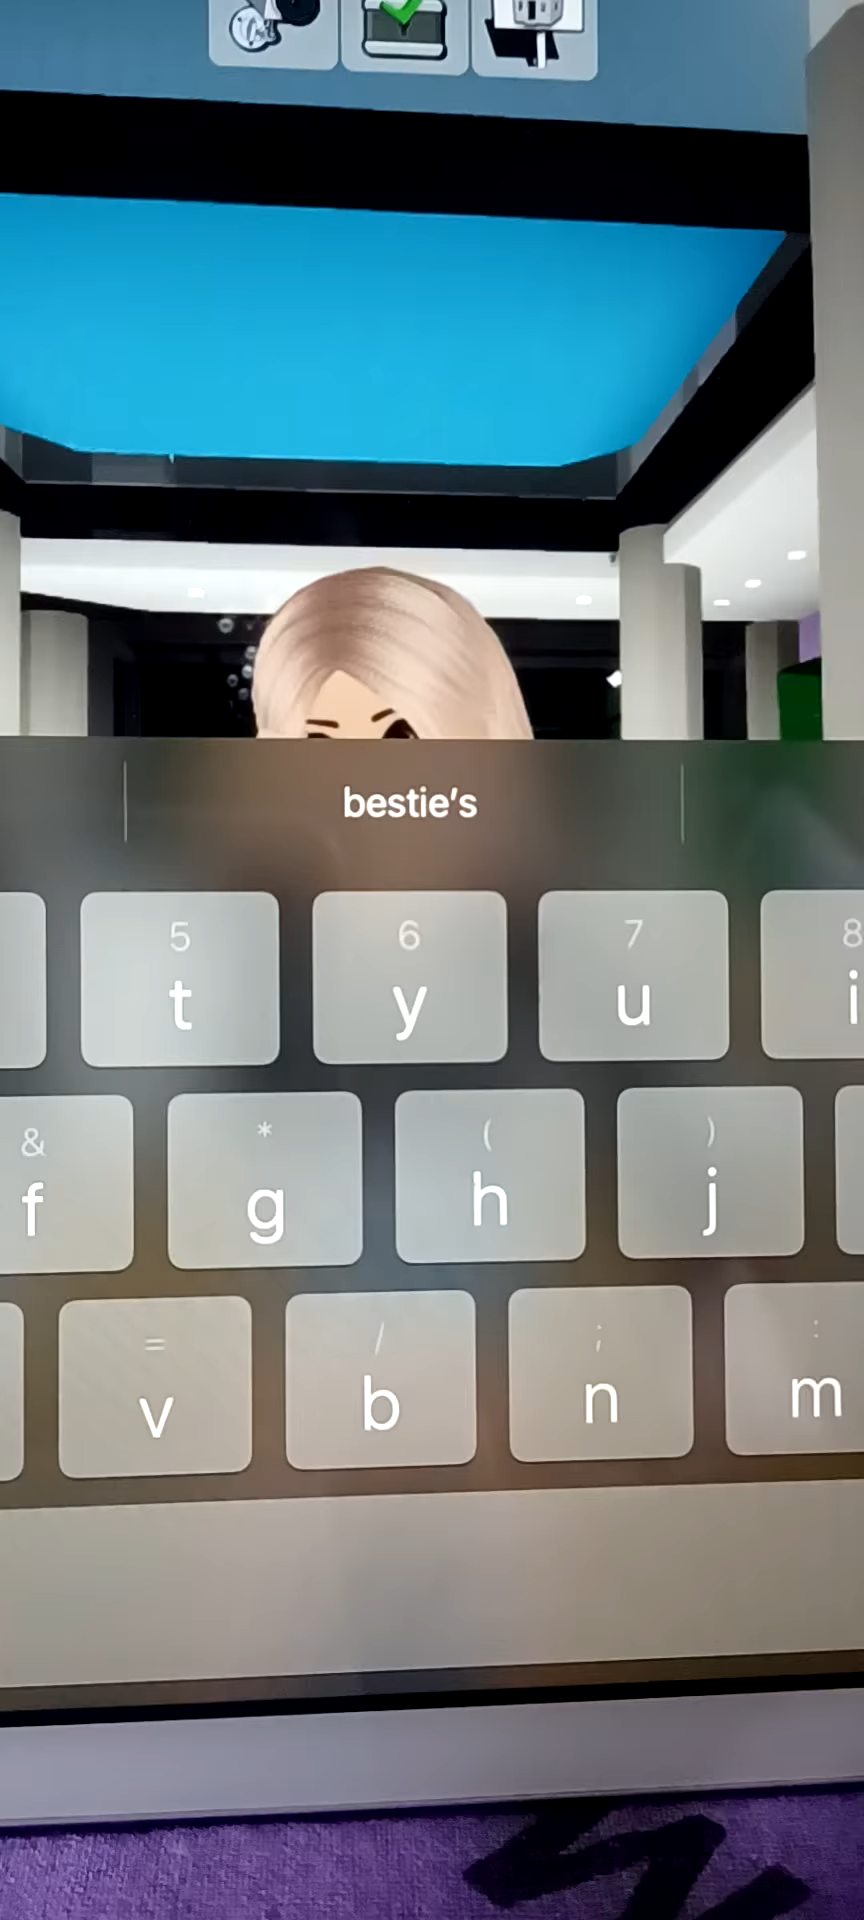 bestie's
5 6 7 8
t y u i
& * ( )
f g h j
= / ; :
v b n m